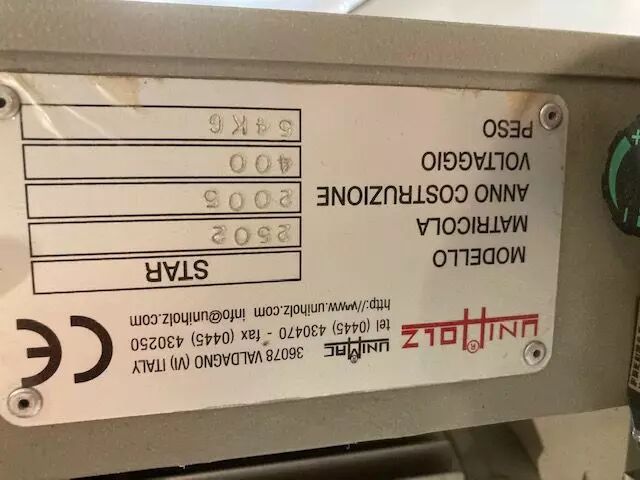 UNIHOLZ ®
UNIMAC
36078 VALDAGNO (VI) ITALY
tel (0445) 430470 - fax (0445) 430250
http://www.uniholz.com info@uniholz.com
CE
MODELLO STAR
MATRICOLA 2502
ANNO COSTRUZIONE 2005
VOLTAGGIO 400
PESO 54KG